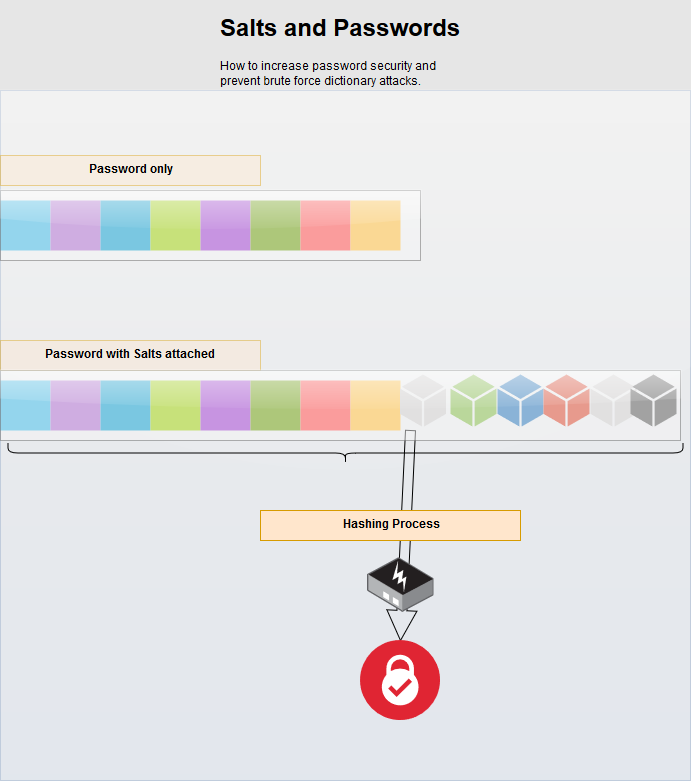 Salts and Passwords
How to increase password security and
prevent brute force dictionary attacks.
Password only
Password with Salts attached
Hashing Process